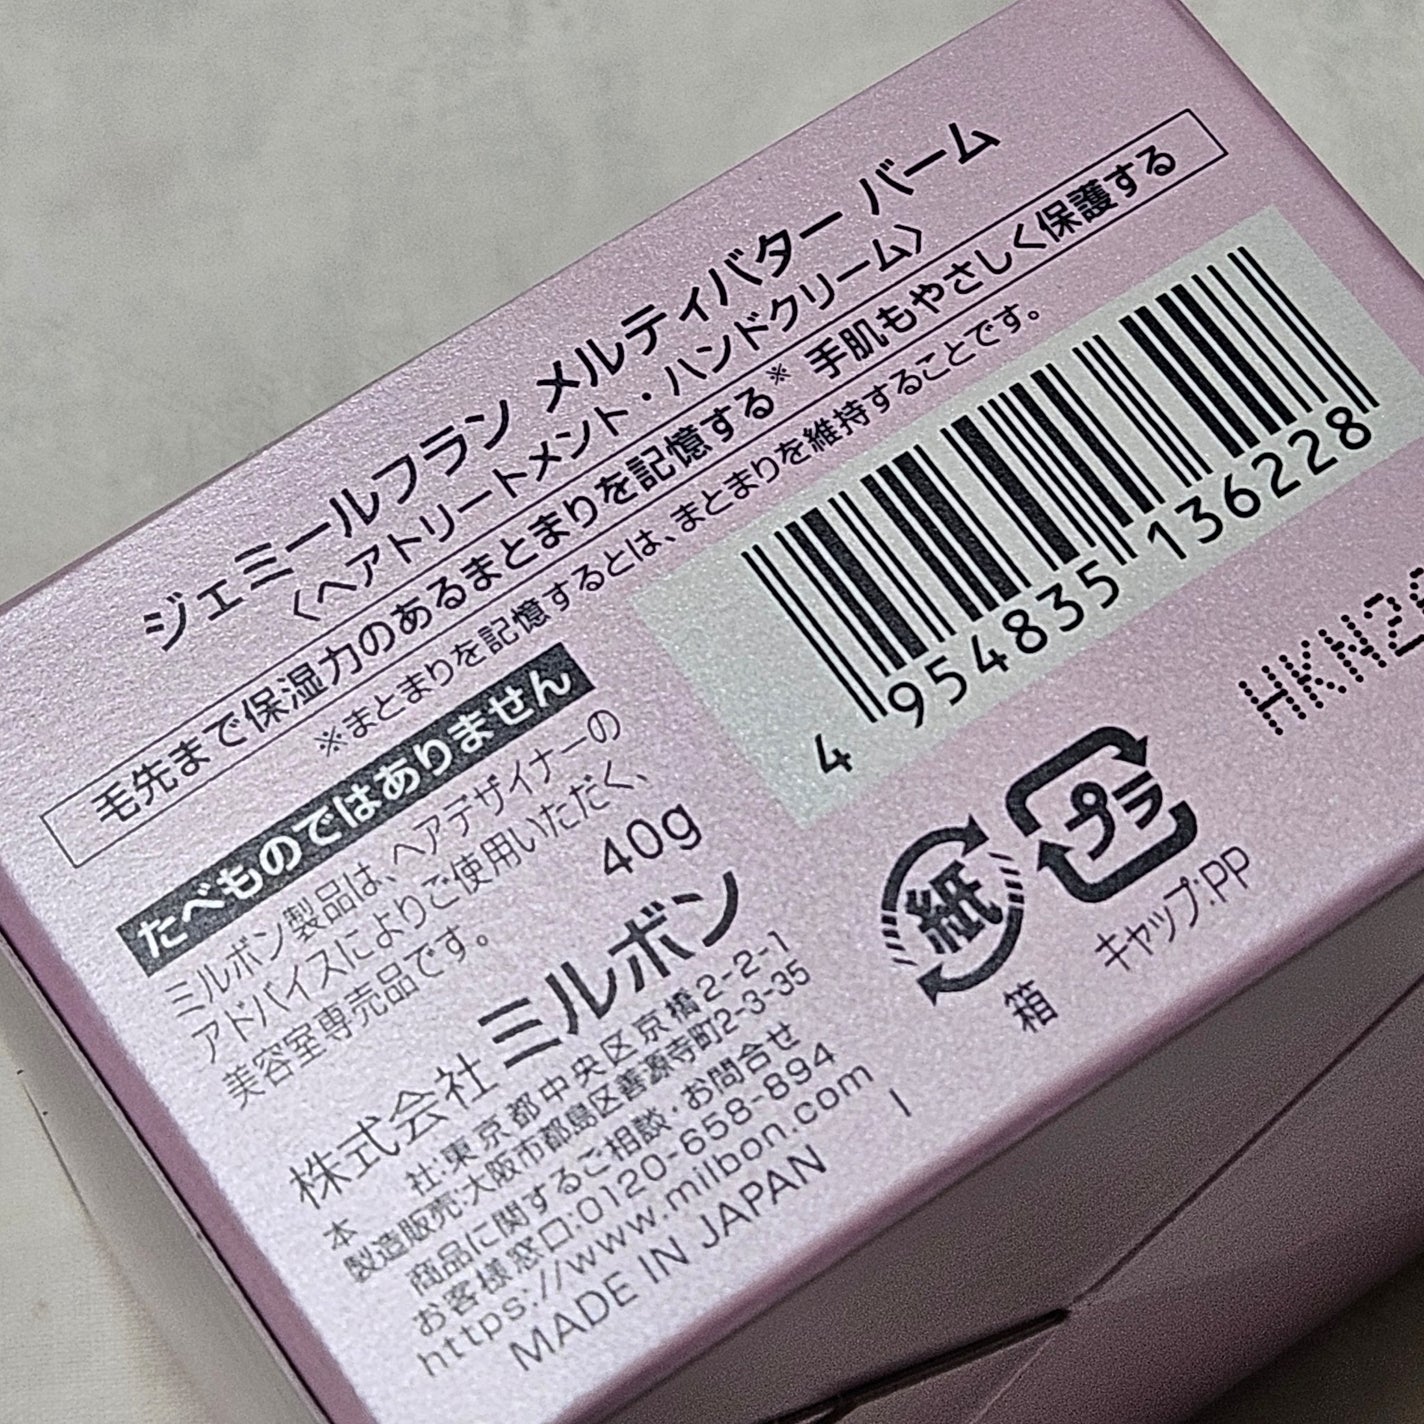 ジェミールフラン メルティバター バーム
〈ヘアトリートメント・ハンドクリーム〉
毛先まで保湿力のあるまとまりを記憶する※ 手肌もやさしく保護する
※まとまりを記憶するとは、まとまりを維持することです。
たべものではありません
ミルボン製品は、ヘアデザイナーの
アドバイスによりご使用いただく、
美容室専売品です。
40g
株式会社 ミルボン
本 社:東京都中央区京橋2-2-1
製造販売:大阪市都島区善源寺町2-3-35
商品に関するご相談・お問合せ
お客様窓口:0120-658-894
https://www.milbon.com
MADE IN JAPAN
4 954835 136228
HKN2
プラ
キャップ:PP
紙
箱